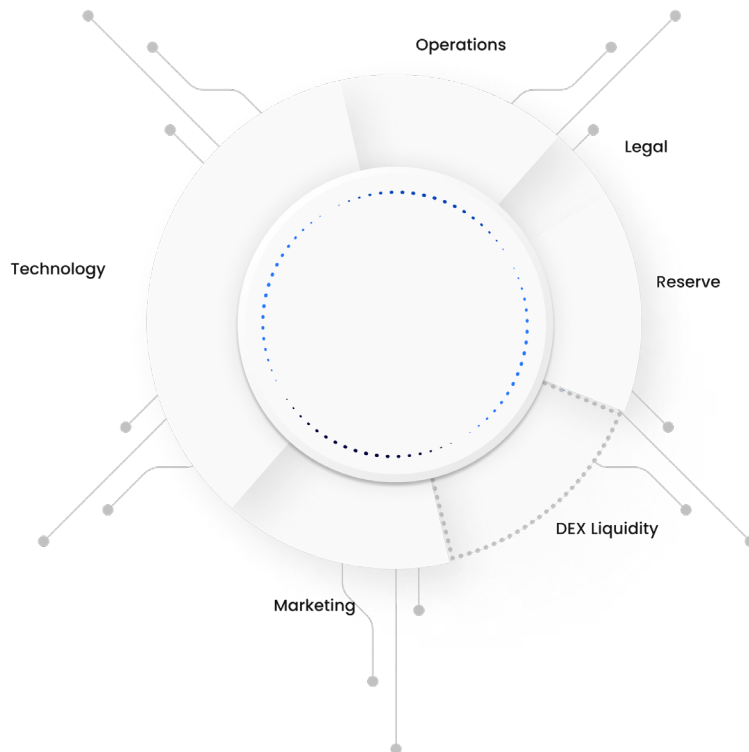 Operations
Legal
Technology
Reserve
DEX Liquidity
Marketing